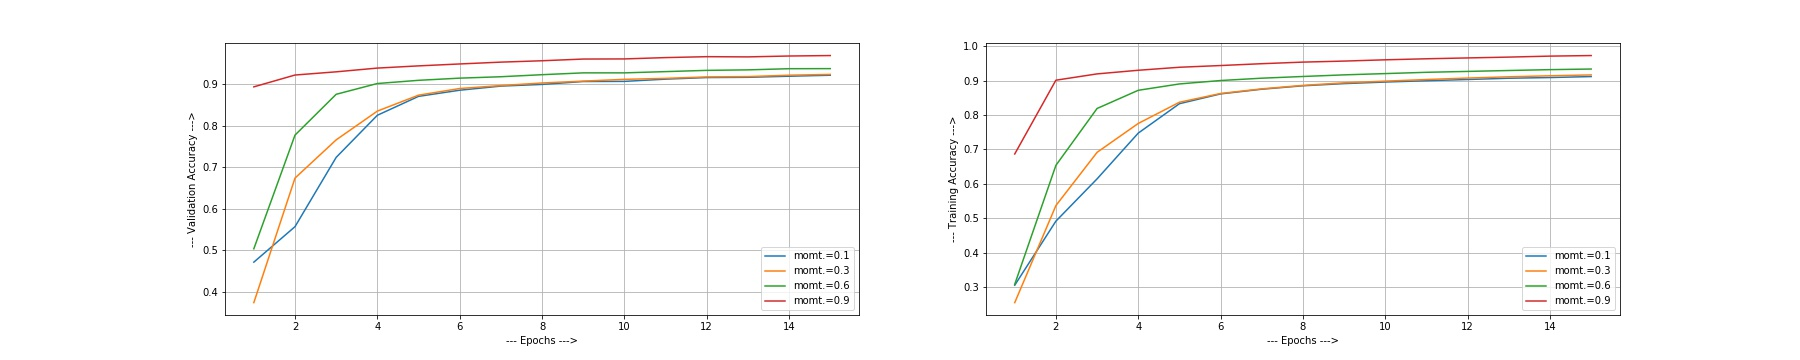 --- Validation Accuracy --->
0.9
0.8
0.7
0.6
0.5
0.4
2 4 6 8 10 12 14
--- Epochs --->
momt.=0.1
momt.=0.3
momt.=0.6
momt.=0.9
--- Training Accuracy --->
1.0
0.9
0.8
0.7
0.6
0.5
0.4
0.3
2 4 6 8 10 12 14
--- Epochs --->
momt.=0.1
momt.=0.3
momt.=0.6
momt.=0.9